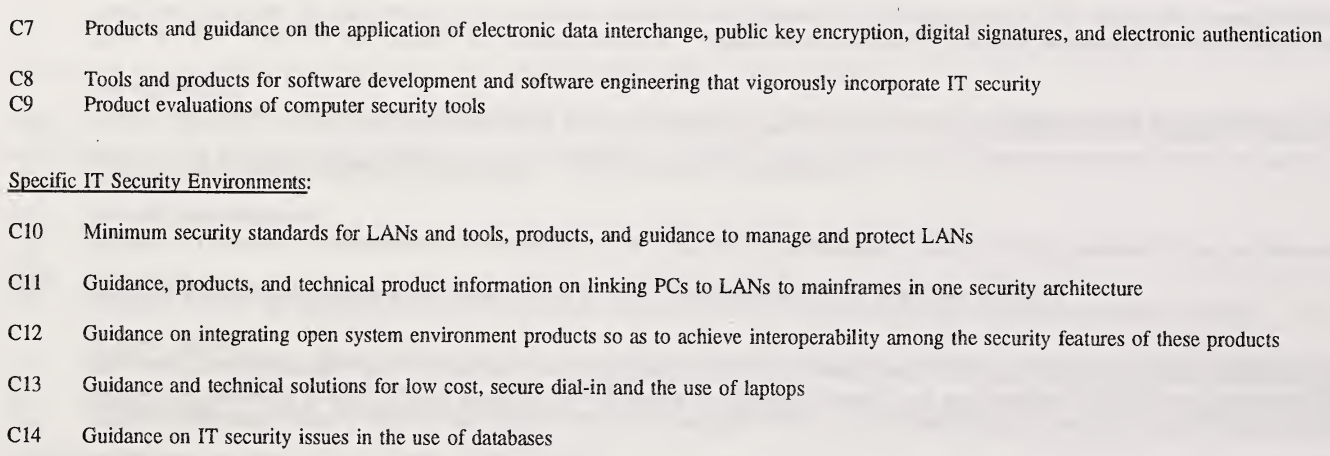 C7 Products and guidance on the application of electronic data interchange, public key encryption, digital signatures, and electronic authentication
C8 Tools and products for software development and software engineering that vigorously incorporate IT security
C9 Product evaluations of computer security tools
Specific IT Security Environments:
C10 Minimum security standards for LANs and tools, products, and guidance to manage and protect LANs
C11 Guidance, products, and technical product information on linking PCs to LANs to mainframes in one security architecture
C12 Guidance on integrating open system environment products so as to achieve interoperability among the security features of these products
C13 Guidance and technical solutions for low cost, secure dial-in and the use of laptops
C14 Guidance on IT security issues in the use of databases